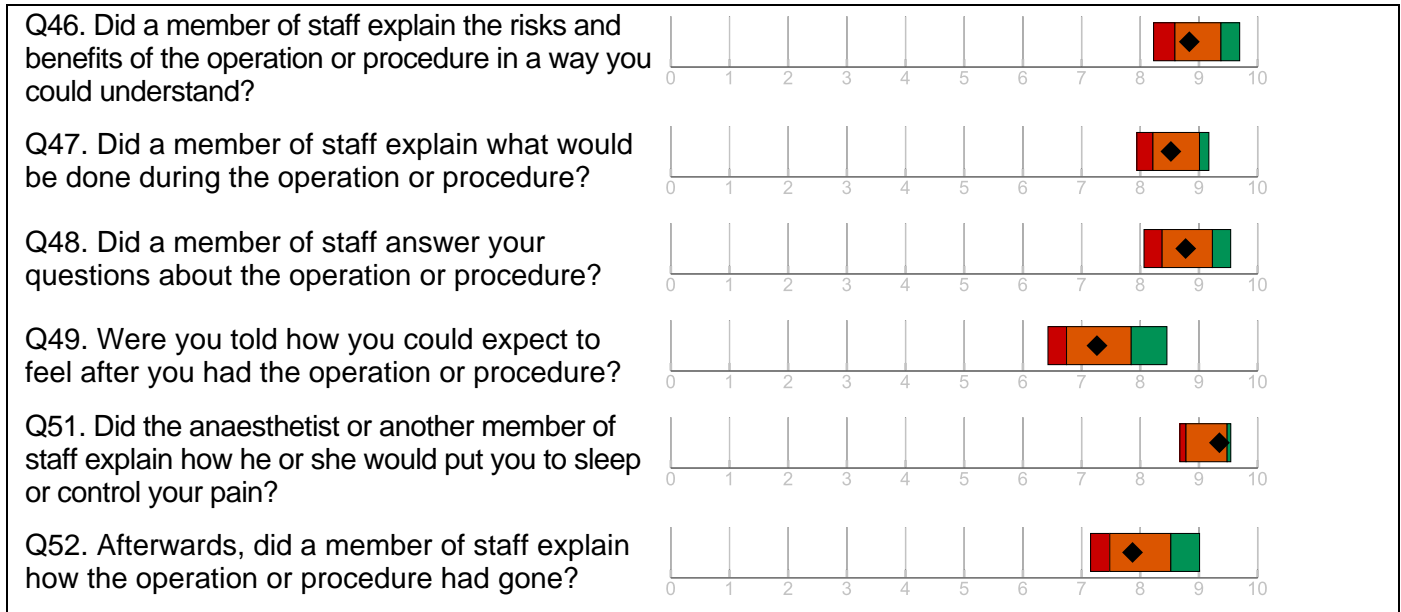 Q46. Did a member of staff explain the risks and
benefits of the operation or procedure in a way you
could understand?
0 1 2 3 4 5 6 7 8 9 10
Q47. Did a member of staff explain what would
be done during the operation or procedure?
0 1 2 3 4 5 6 7 8 9 10
Q48. Did a member of staff answer your
questions about the operation or procedure?
0 1 2 3 4 5 6 7 8 9 10
Q49. Were you told how you could expect to
feel after you had the operation or procedure?
0 1 2 3 4 5 6 7 8 9 10
Q51. Did the anaesthetist or another member of
staff explain how he or she would put you to sleep
or control your pain?
0 1 2 3 4 5 6 7 8 9 10
Q52. Afterwards, did a member of staff explain
how the operation or procedure had gone?
0 1 2 3 4 5 6 7 8 9 10